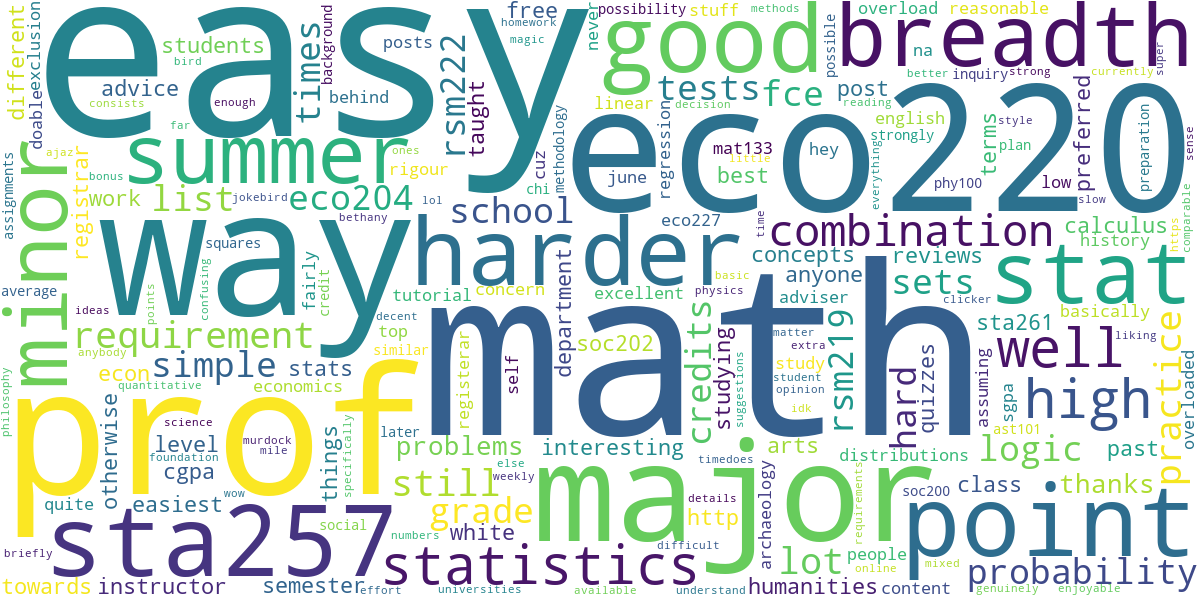 easy
eco220
math
way
prof
good
breadth
major
minor
stat
point
sta257
harder
summer
statistics
high
well
combination
simple
requirement
school
eco204
list
work
students
advice
times
different
doable
exclusion
registrar
assignments
ajaz
bonus
far
consists
bird
enough
background
homework
magic
free
posts
behind
rsm222
taught
never
possibility
stuff
methods
possible
overload
reasonable
na
better
inquiry
strong
currently
super
tests
fce
linear
decision
post
reading
english
strongly
terms
style
plan
preferred
low
preparation
sense
comparable
slow
https
everything
phy100
mat133
little
best
hey
june
regression
methodology
cuz
chi
rigour
ones
jokebird
lol
bethany
squares
confusing
fairly
credit
points
average
ideas
anybody
econ
quantitative
philosophy
stats
top
decent
similar
economics
tutorial
concern
registerar
self
department
excellent
soc202
eco227
time
concepts
anyone
basic
physics
adviser
reviews
sets
calculus
history
clicker
sta261
basically
liking
rsm219
matter
extra
study
student
opinion
idk
suggestions
studying
credits
quizzes
hard
assuming
sgpa
ast101
practice
overloaded
past
logic
class
thanks
soc200
distributions
arts
interesting
problems
later
still
level
science
foundation
murdock
mile
cgpa
otherwise
things
specifically
easiest
quite
wow
social
numbers
grade
white
else
weekly
timedoes
details
http
archaeology
lot
people
online
requirements
mixed
content
probability
genuinely
enjoyable
humanities
understand
available
difficult
universities
effort
semester
instructor
towards
briefly